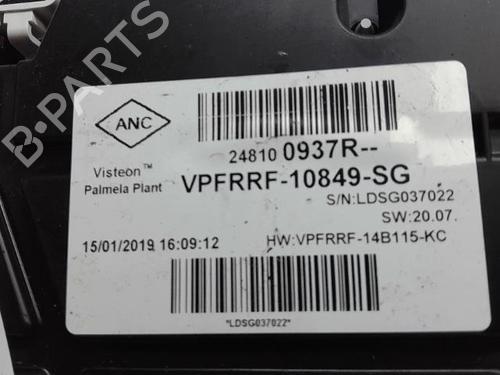 B-PARTS
ANC
24810 0937R--
Visteon™
Palmela Plant
VPFRRF-10849-SG
S/N:LDSG037022
SW:20.07.
15/01/2019 16:09:12
HW:VPFRRF-14B115-KC
"LDSG037022"